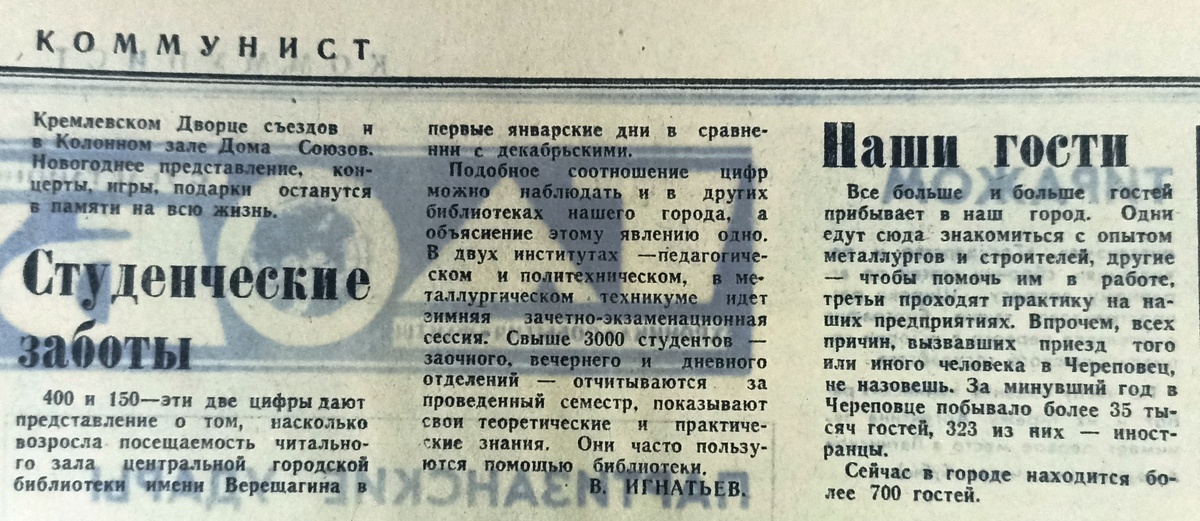 КОММУНИСТ
Кремлевском Дворце съездов и
в Колонном зале Дома Союзов.
Новогоднее представление, кон-
церты, игры, подарки останутся
в памяти на всю жизнь.
Студенческие
заботы
400 и 150—эти две цифры дают
представление о том, насколько
возросла посещаемость читально-
го зала центральной городской
библиотеки имени Верещагина в
первые январские дни в сравне-
нии с декабрьскими.
Подобное соотношение цифр
можно наблюдать и в других
библиотеках нашего города, а
объяснение этому явлению одно.
В двух институтах —педагогиче-
ском и политехническом, в ме-
таллургическом техникуме идет
зимняя зачетно-экзаменационная
сессия. Свыше 3000 студентов —
заочного, вечернего и дневного
отделений — отчитываются за
проведенный семестр, показывают
свои теоретические и практиче-
ские знания. Они часто пользу-
ются помощью библиотеки.
В. ИГНАТЬЕВ.
Наши гости
Все больше и больше гостей
прибывает в наш город. Одни
едут сюда знакомиться с опытом
металлургов и строителей, другие
— чтобы помочь им в работе,
третьи проходят практику на на-
ших предприятиях. Впрочем, всех
причин, вызвавших приезд того
или иного человека в Череповец,
не назовешь. За минувший год в
Череповце побывало более 35 ты-
сяч гостей, 323 из них — иност-
ранцы.
Сейчас в городе находится бо-
лее 700 гостей.